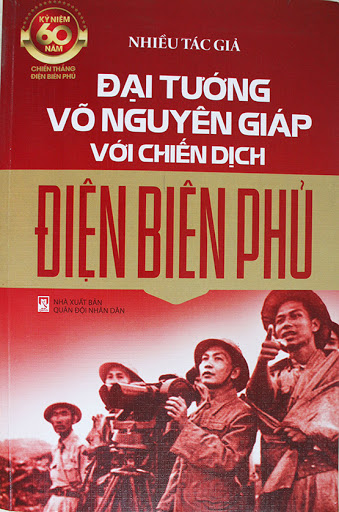 KỶ NIỆM
60
NĂM
CHIẾN THẮNG
ĐIỆN BIÊN PHỦ
NHIỀU TÁC GIẢ
ĐẠI TƯỚNG
VÕ NGUYÊN GIÁP
VỚI CHIẾN DỊCH
ĐIỆN BIÊN PHỦ
NHÀ XUẤT BẢN
QUÂN ĐỘI NHÂN DÂN